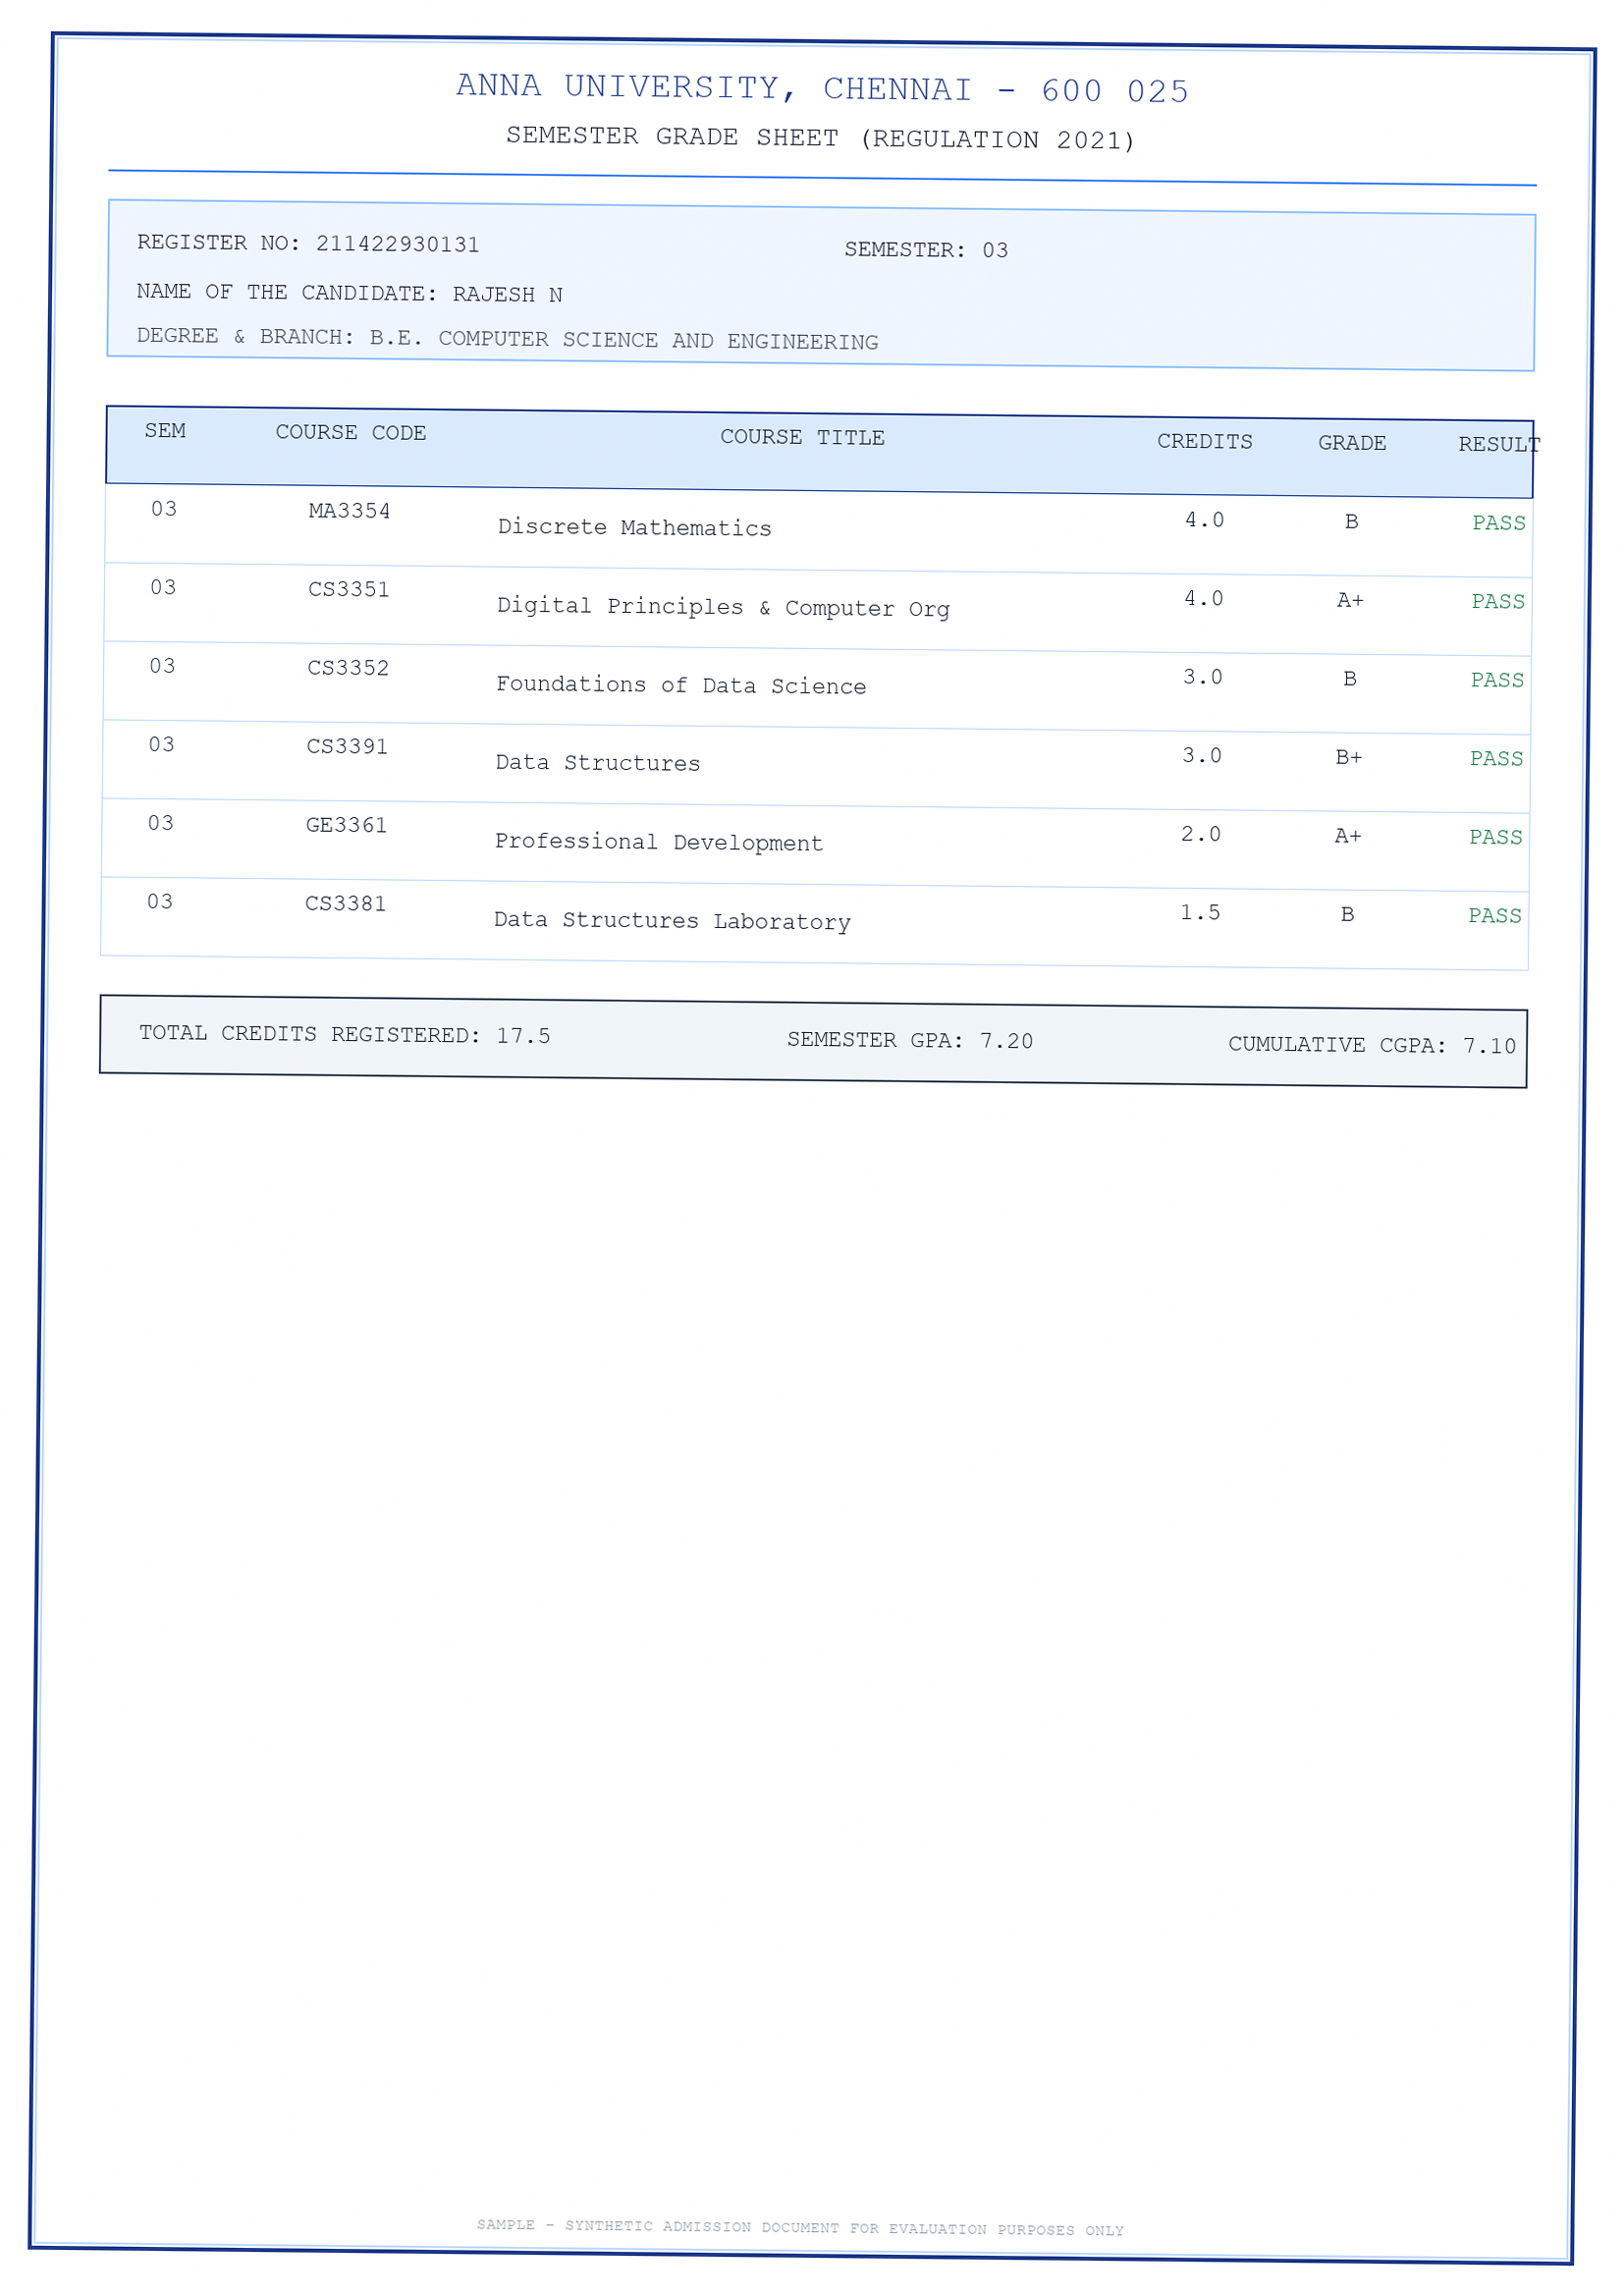 ANNA UNIVERSITY, CHENNAI - 600 025
SEMESTER GRADE SHEET (REGULATION 2021)
REGISTER NO: 211422930131 SEMESTER: 03
NAME OF THE CANDIDATE: RAJESH N
DEGREE & BRANCH: B.E. COMPUTER SCIENCE AND ENGINEERING
SEM COURSE CODE COURSE TITLE CREDITS GRADE RESULT
03 MA3354 Discrete Mathematics 4.0 B PASS
03 CS3351 Digital Principles & Computer Org 4.0 A+ PASS
03 CS3352 Foundations of Data Science 3.0 B PASS
03 CS3391 Data Structures 3.0 B+ PASS
03 GE3361 Professional Development 2.0 A+ PASS
03 CS3381 Data Structures Laboratory 1.5 B PASS
TOTAL CREDITS REGISTERED: 17.5 SEMESTER GPA: 7.20 CUMULATIVE CGPA: 7.10
SAMPLE - SYNTHETIC ADMISSION DOCUMENT FOR EVALUATION PURPOSES ONLY